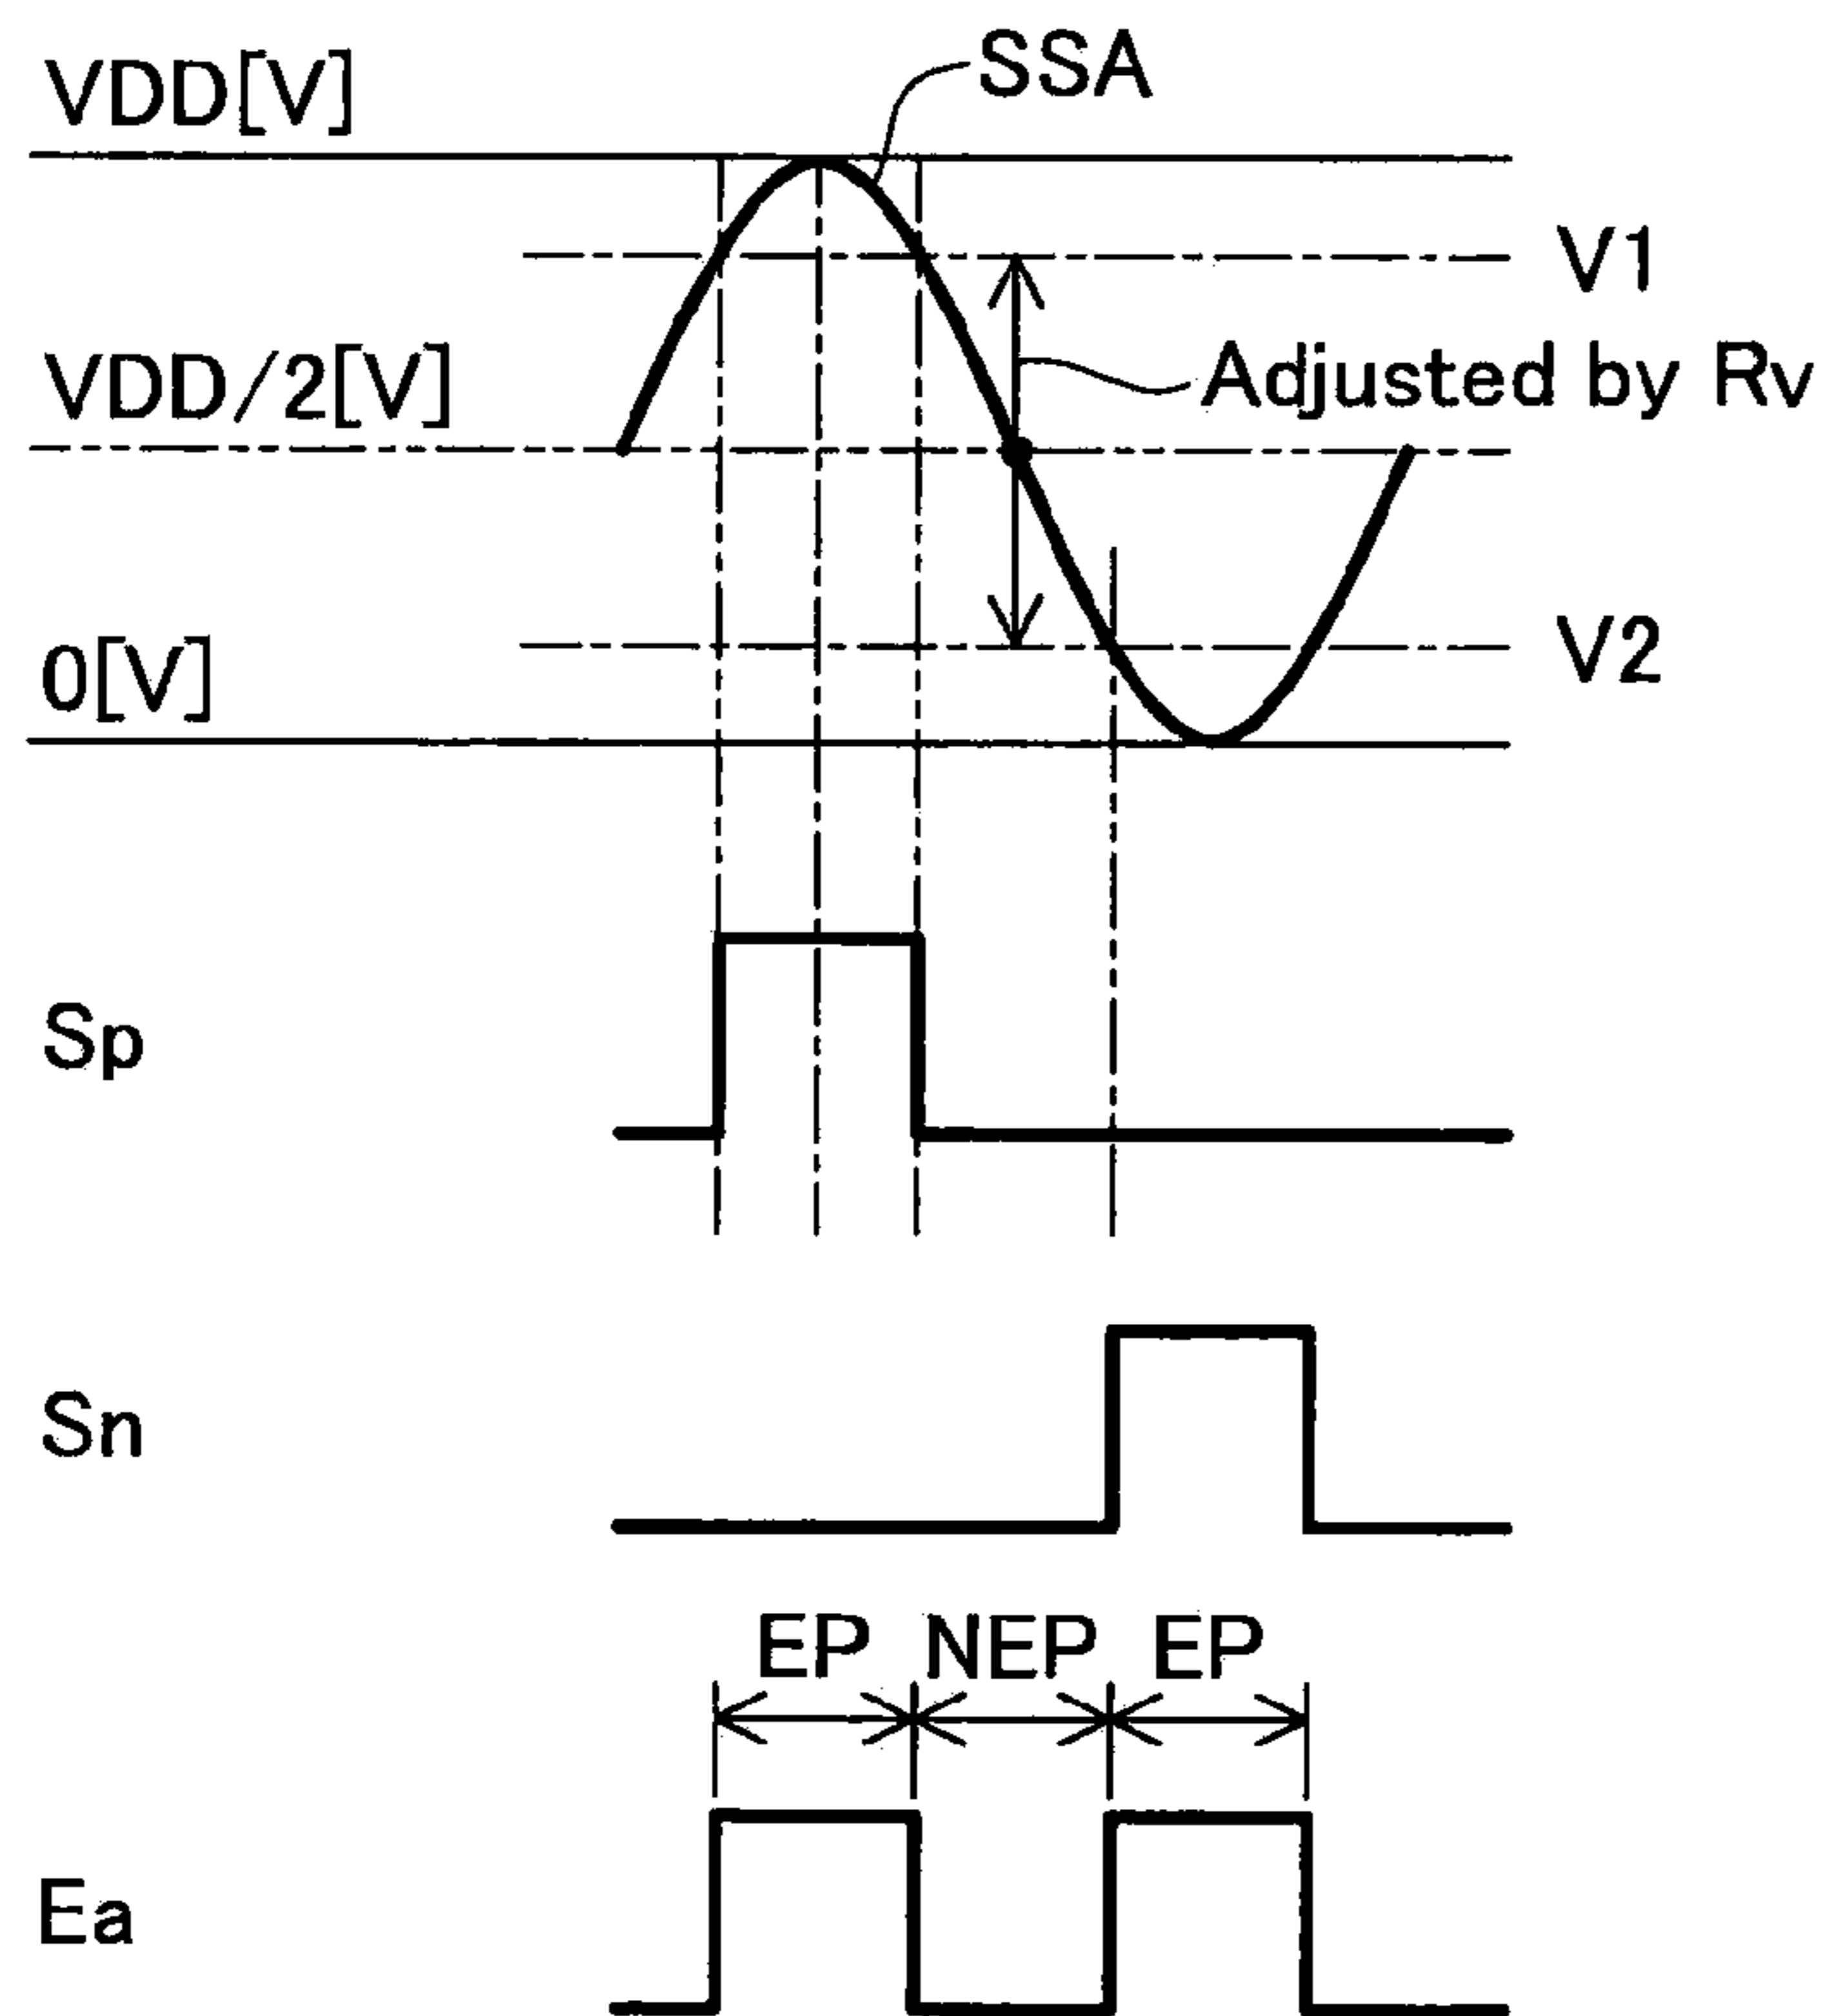 VDD[V]
SSA
V1
VDD/2[V]
Adjusted by Rv
0[V]
V2
Sp
Sn
EP NEP EP
Ea